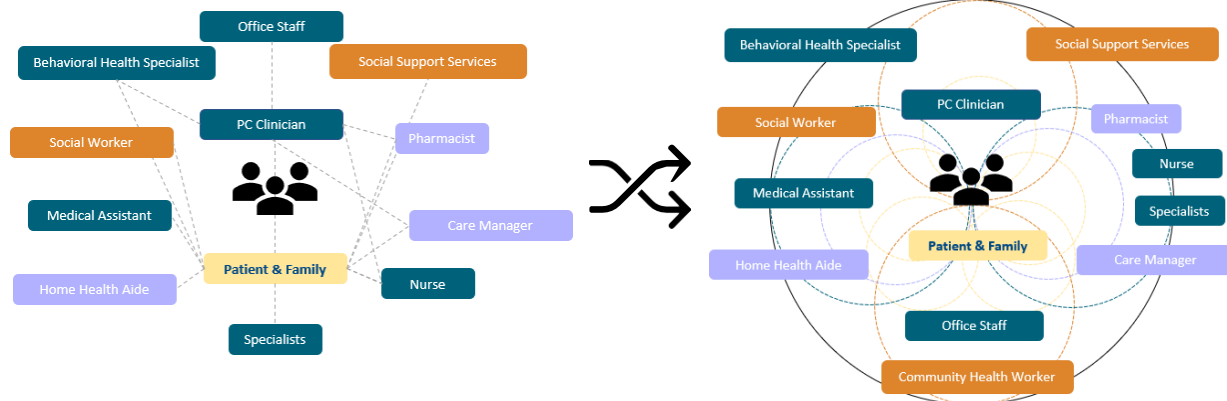 Office Staff
Behavioral Health Specialist
Social Support Services
PC Clinician
Social Worker
Pharmacist
Medical Assistant
Care Manager
Patient & Family
Home Health Aide
Nurse
Specialists
Behavioral Health Specialist
Social Support Services
PC Clinician
Social Worker
Pharmacist
Nurse
Medical Assistant
Specialists
Patient & Family
Home Health Aide
Care Manager
Office Staff
Community Health Worker